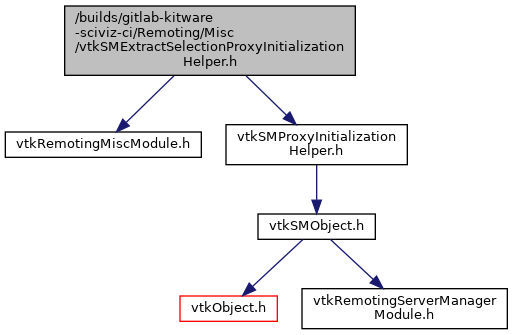 /builds/gitlab-kitware
-sciviz-ci/Remoting/Misc
/vtkSMExtractSelectionProxyInitialization
Helper.h
vtkRemotingMiscModule.h
vtkSMProxyInitialization
Helper.h
vtkSMObject.h
vtkObject.h
vtkRemotingServerManager
Module.h